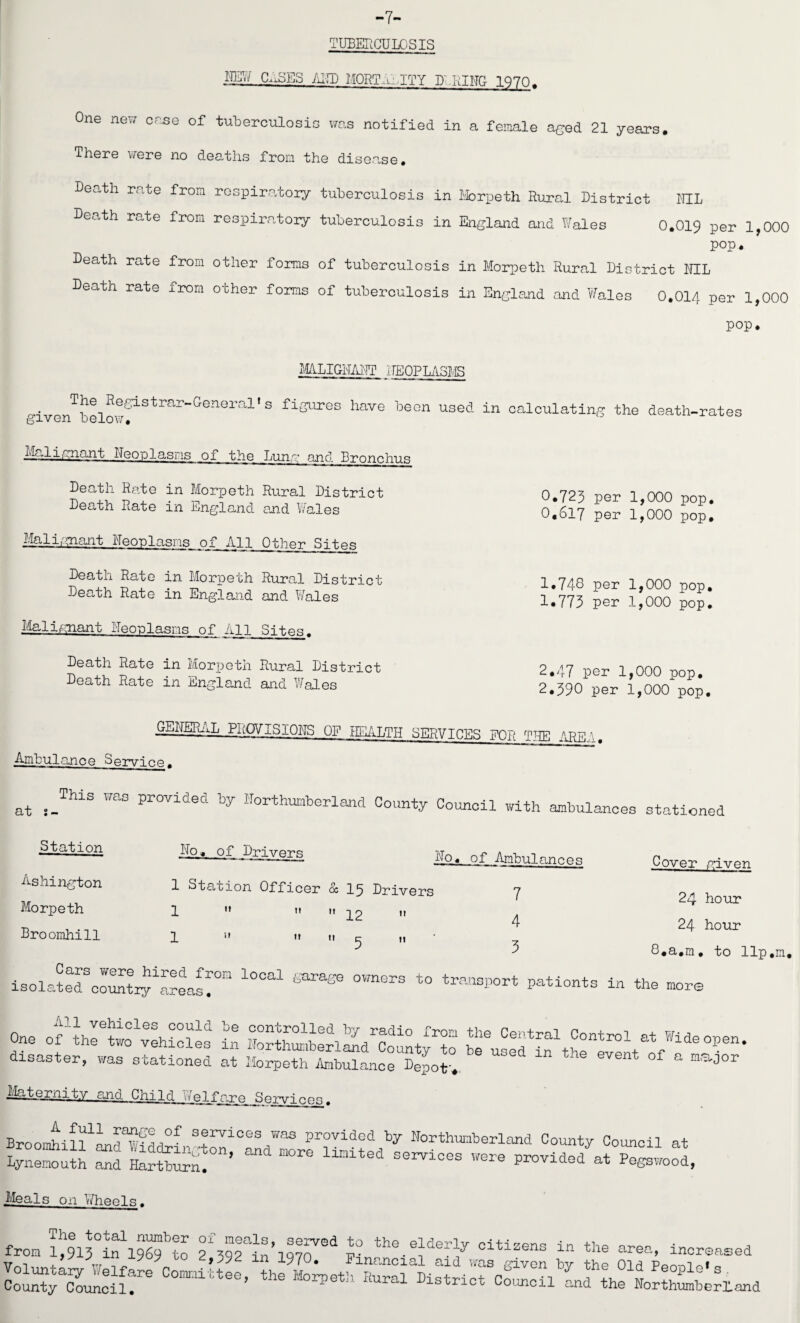 -7-
TUBERCULOSIS
NEW CASES AND MORTALITY DURING 1970.
One new case of tuberculosis was notified in a female aged 21 years.
There were no deaths from the disease.
Death rate from respiratory tuberculosis in Morpeth Rural District NIL
Death rate from respiratory tuberculosis in England and Wales 0.019 per 1,000
pop.
Death rate from other forms of tuberculosis in Morpeth Rural District NIL
Death rate from other forms of tuberculosis in England and Wales 0.014 per 1,000
pop.
MALIGNANT NEOPLASMS
The Registrar-General's figures have been used in calculating the death-rates
given below.
Malignant Neoplasms of the Lung and Bronchus
Death Rate in Morpeth Rural District 0.723 per 1,000 pop.
Death Rate in England and Wales 0.617 per 1,000 pop.
Malignant Neoplasms of All Other Sites
Death Rate in Morpeth Rural District 1.748 per 1,000 pop.
Death Rate in England and Wales 1.773 per 1,000 pop.
Malignant Neoplasms of All Sites.
Death Rate in Morpeth Rural District 2.47 per 1,000 pop.
Death Rate in England and Wales 2.390 per 1,000 pop.
GENERAL PROVISIONS OF HEALTH SERVICES FOR THE AREA.
Ambulance Service.
This was provided by Northumberland County Council with ambulances stationed
at :-
Station No. of Drivers No. of Ambulances Cover given
Ashington 1 Station Officer & 15 Drivers 7 24 hour
Morpeth 1 " " " 12 " 4 24 hour
Broomhill 1 " " " 5 " 3 8.a.m. to 11p.m.
Cars were hired from local garage owners to transport patients in the more
isolated country areas.
All vehicles could be controlled by radio from the Central Control at Wide open.
One of the two vehicles in Northumberland County to be used in the event of a major
disaster, was stationed at Morpeth Ambulance Depot.
Maternity and Child Welfare Services.
A full range of services was provided by Northumberland County Council at
Broomhill and Widdrington, and more limited services were provided at Pegswood,
Lynemouth and Hartburn.
Meals on Wheels.
The total number of meals, served to the elderly citizens in the area, increased
from 1,913 in 1969 to 2,392 in 1970. Financial aid was given by the Old People's
Voluntary Welfare Committee, the Morpeth Rural District Council and the Northumberland
County Council.